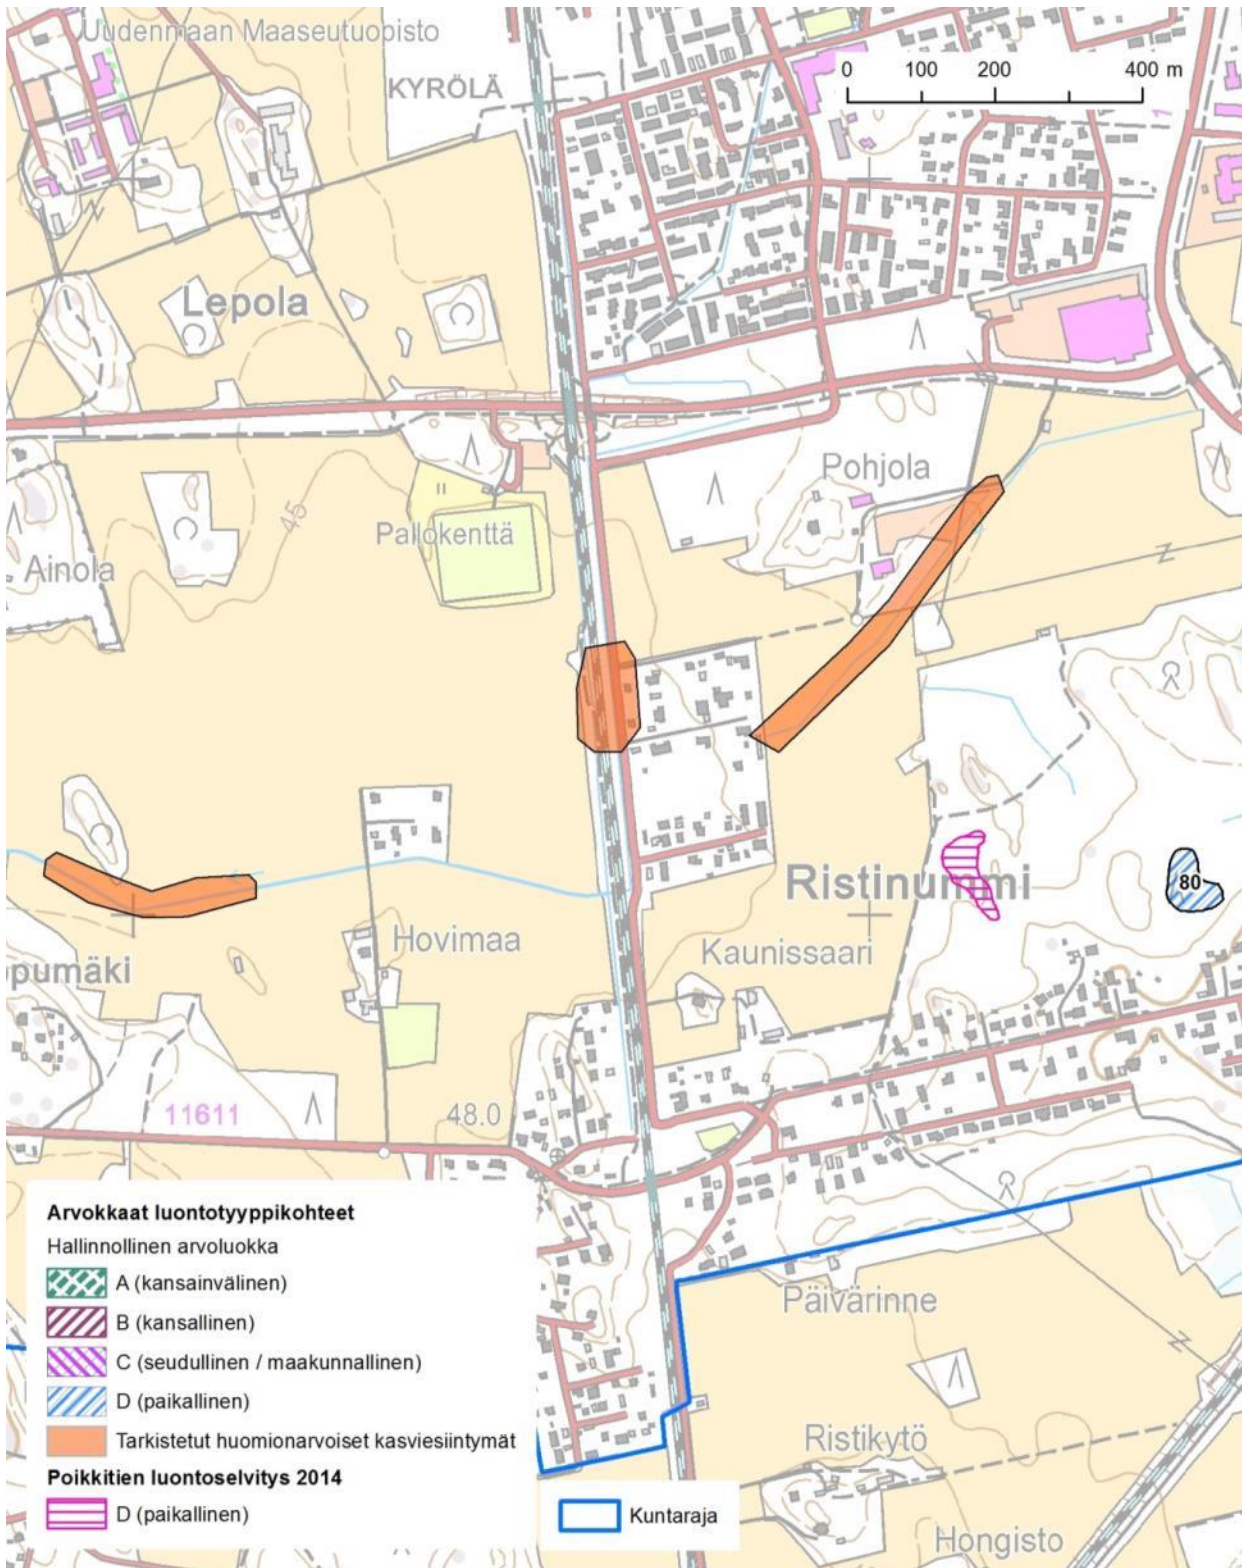 Uudenmaan Maaseutuopisto
KYRÖLÄ
0 100 200 400 m
Lepola
Pohjola
45
Pallokenttä
Ainola
Ristinummi
80
Hovimaa
Kaunissaari
pumäki
11611
48.0
Päivärinne
Ristikytö
Hongisto
Arvokkaat luontotyyppikohteet
Hallinnollinen arvoluokka
A (kansainvälinen)
B (kansallinen)
C (seudullinen / maakunnallinen)
D (paikallinen)
Tarkistetut huomionarvoiset kasviesiintymät
Poikkitien luontoselvitys 2014
D (paikallinen)
Kuntaraja